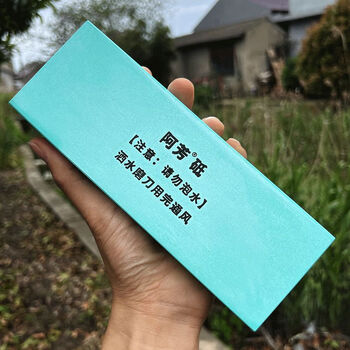 阿芳®砥
【注意：请勿泡水】
洒水磨刀用完通风